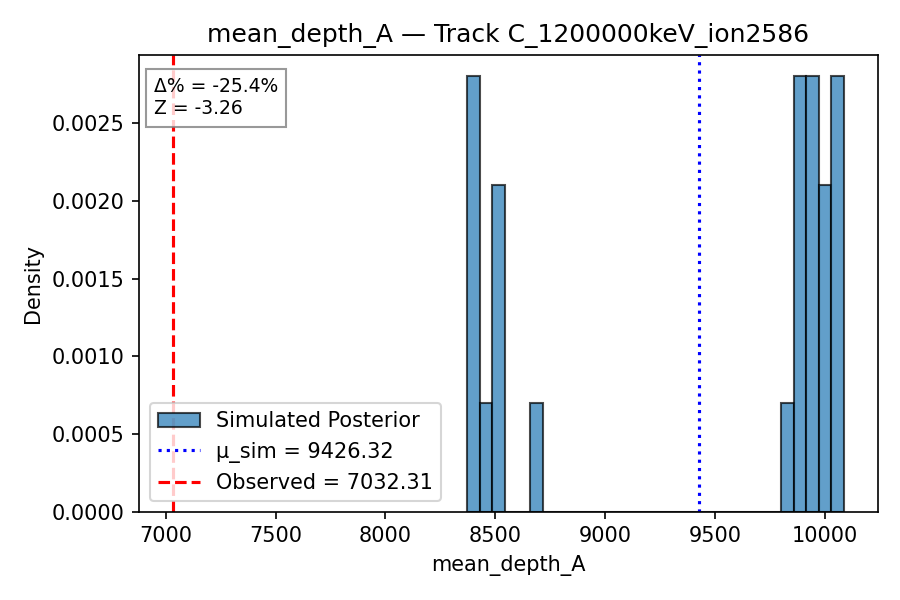 mean_depth_A — Track C_1200000keV_ion2586
Δ% = -25.4%
Z = -3.26
Density
0.0025
0.0020
0.0015
0.0010
0.0005
0.0000
Simulated Posterior
μ_sim = 9426.32
Observed = 7032.31
7000 7500 8000 8500 9000 9500 10000
mean_depth_A